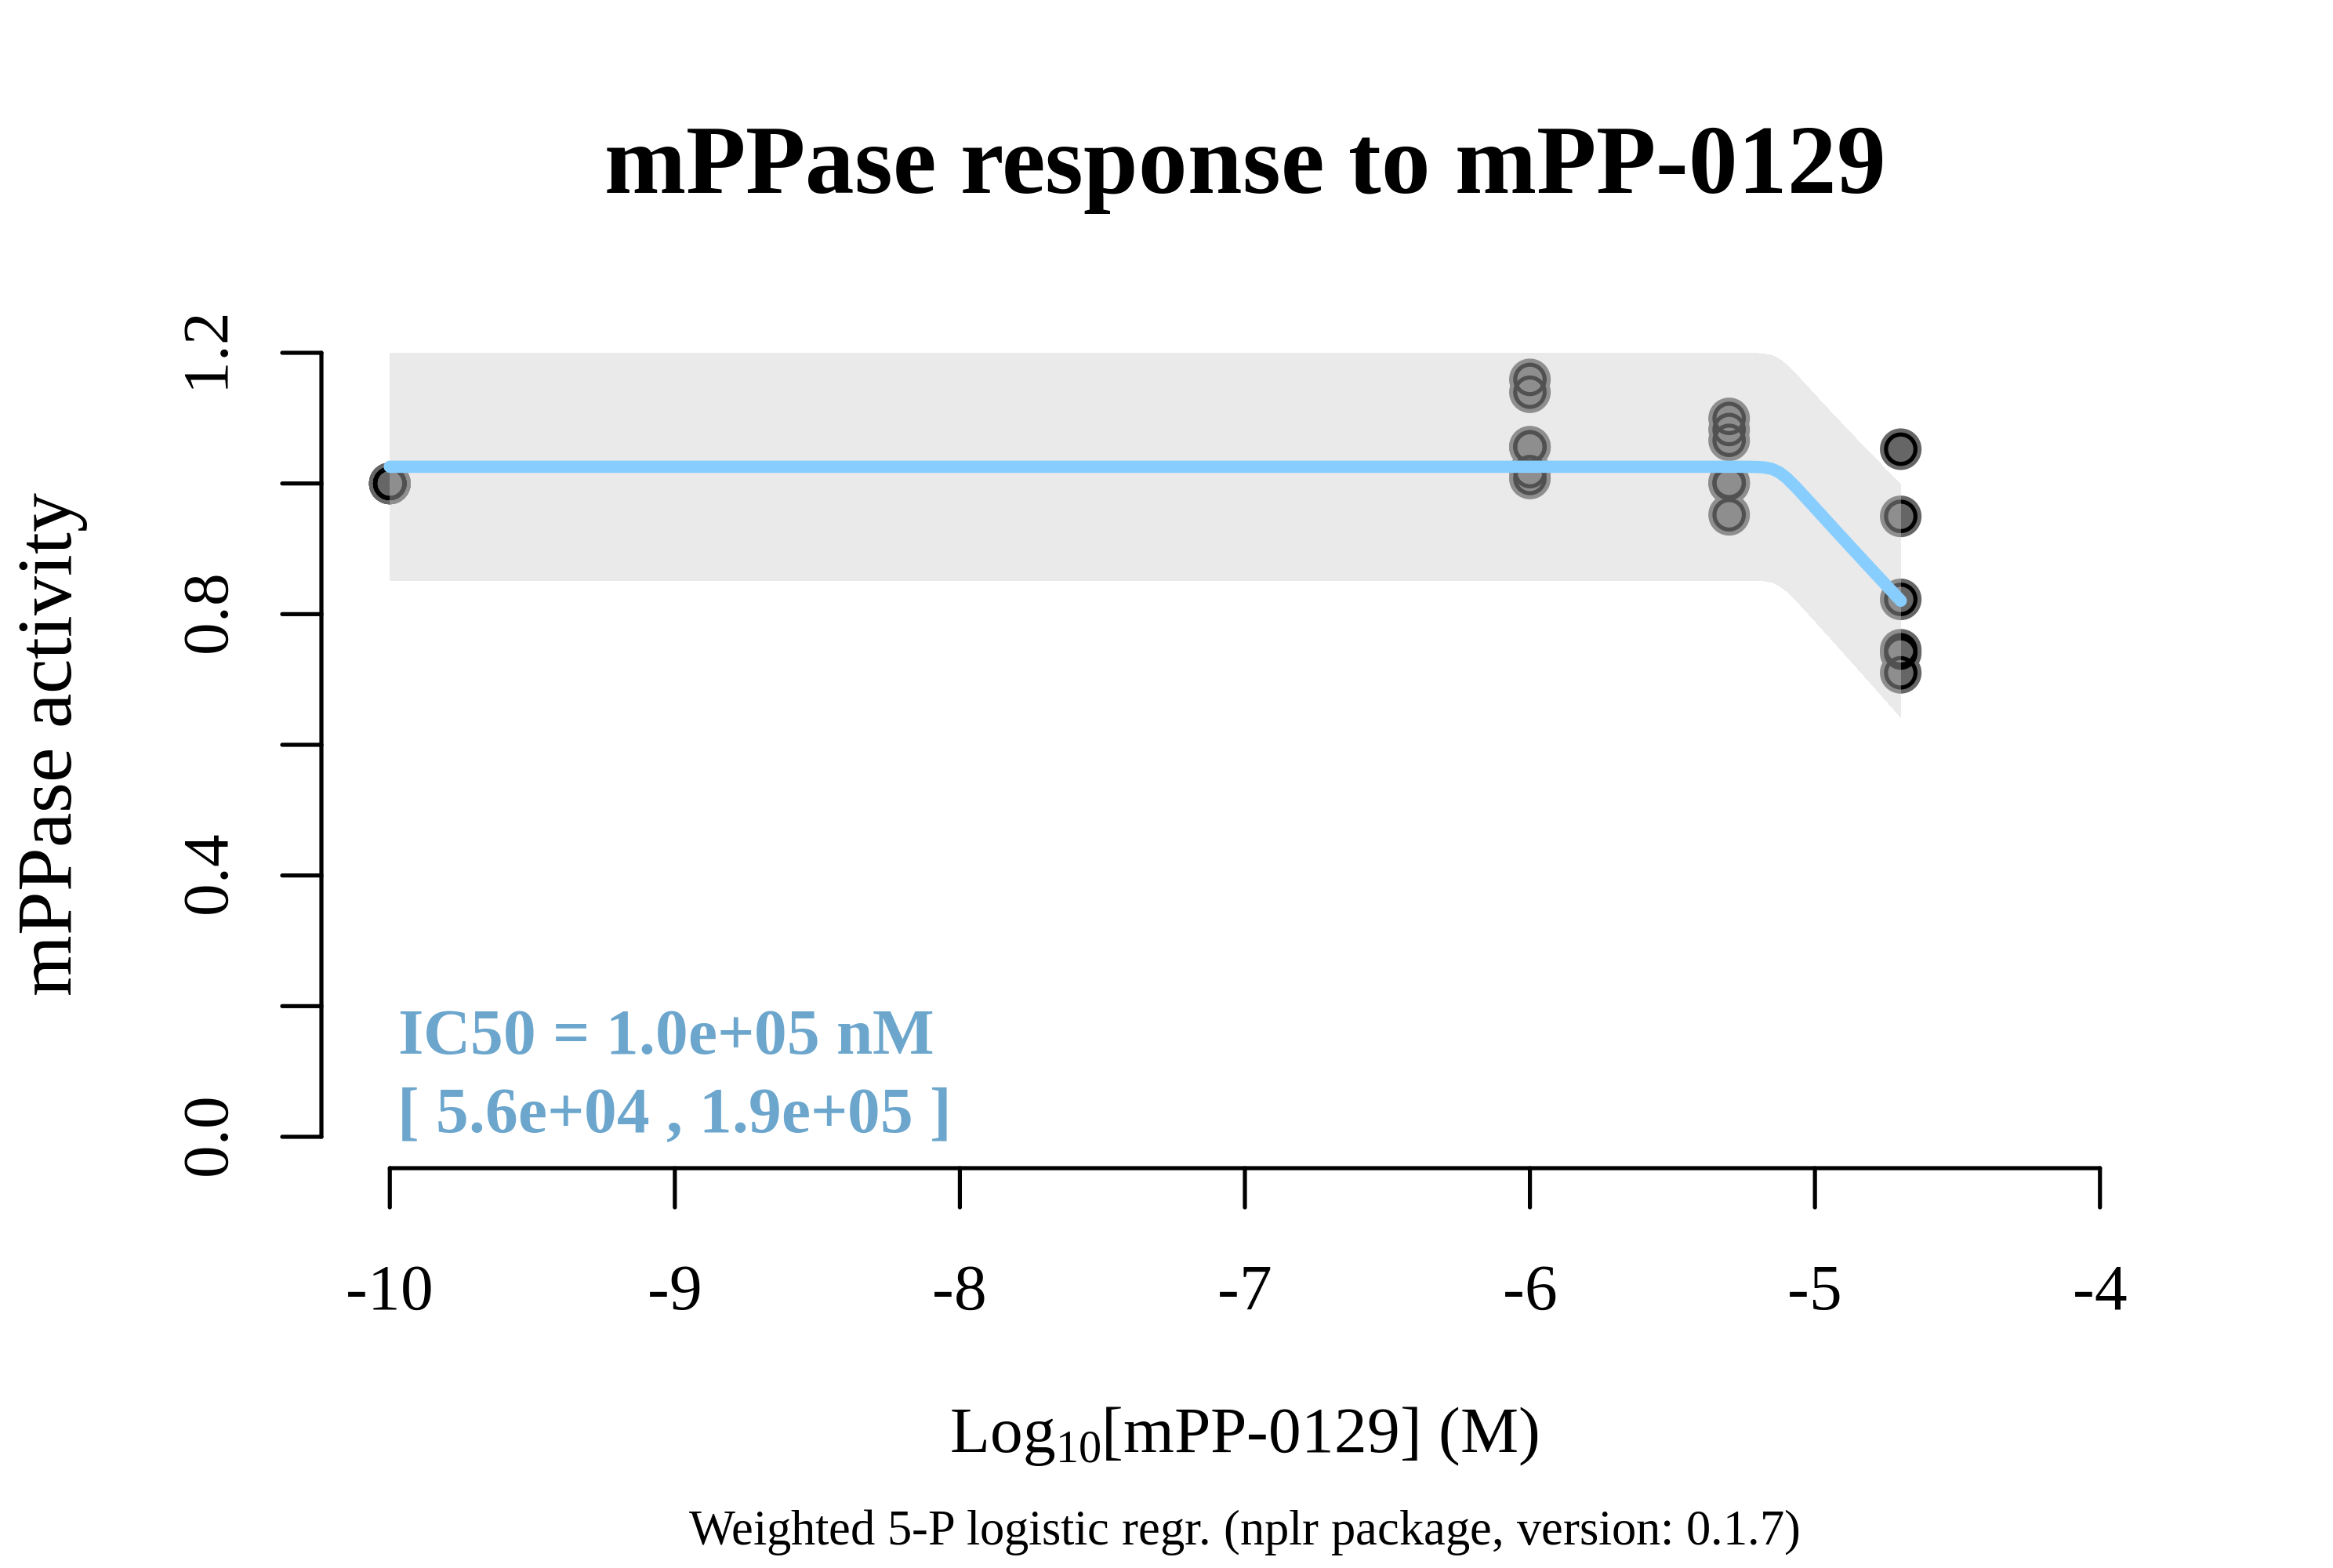 mPPase response to mPP-0129
mPPase activity
1.2
0.8
0.4
0.0
IC50 = 1.0e+05 nM
[ 5.6e+04 , 1.9e+05 ]
-10 -9 -8 -7 -6 -5 -4
Log10[mPP-0129] (M)
Weighted 5-P logistic regr. (nplr package, version: 0.1.7)